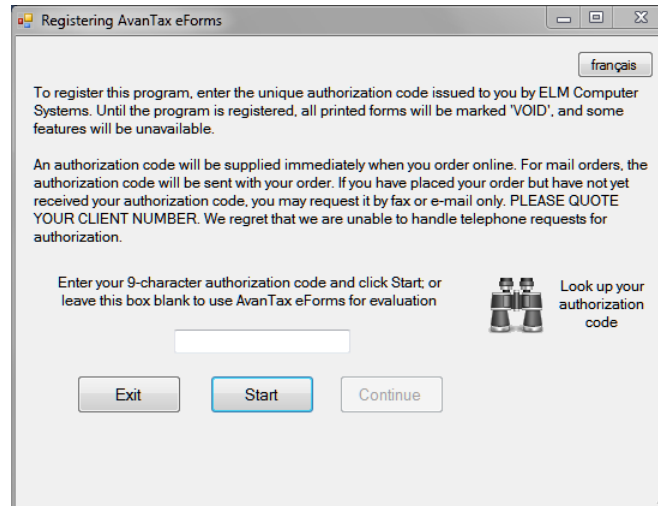 Registering AvanTax eForms
français
To register this program, enter the unique authorization code issued to you by ELM Computer
Systems. Until the program is registered, all printed forms will be marked 'VOID', and some
features will be unavailable.
An authorization code will be supplied immediately when you order online. For mail orders, the
authorization code will be sent with your order. If you have placed your order but have not yet
received your authorization code, you may request it by fax or e-mail only. PLEASE QUOTE
YOUR CLIENT NUMBER. We regret that we are unable to handle telephone requests for
authorization.
Enter your 9-character authorization code and click Start; or
leave this box blank to use AvanTax eForms for evaluation
Look up your
authorization
code
Exit
Start
Continue